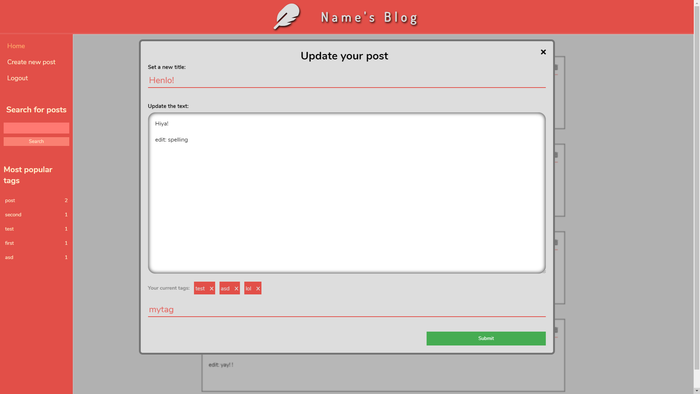 Name's Blog
Home
Create new post
Logout
Search for posts
Search
Most popular
tags
post 2
second 1
test 1
first 1
asd 1
Update your post
×
Set a new title:
Henlo!
Update the text:
Hiya!
edit: spelling
Your current tags: test X asd X lol X
mytag
Submit
edit: yay! !